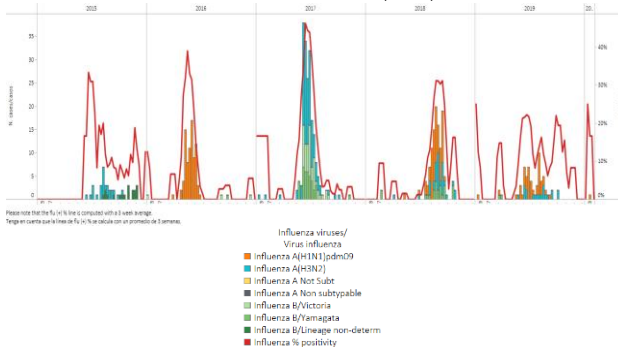 2015 2016 2017 2018 2019 20..
35
30
25
20
15
10
5
0
40%
30%
20%
10%
0%
Please note that the flu (+) % line is computed with a 3 week average.
Tenga en cuenta que la línea de flu (+) % se calcula con un promedio de 3 semanas.
Influenza viruses/
Virus influenza
Influenza A(H1N1)pdm09
Influenza A(H3N2)
Influenza A Not Subt
Influenza A Non subtypable
Influenza B/Victoria
Influenza B/Yamagata
Influenza B/Lineage non-determ
Influenza % positivity